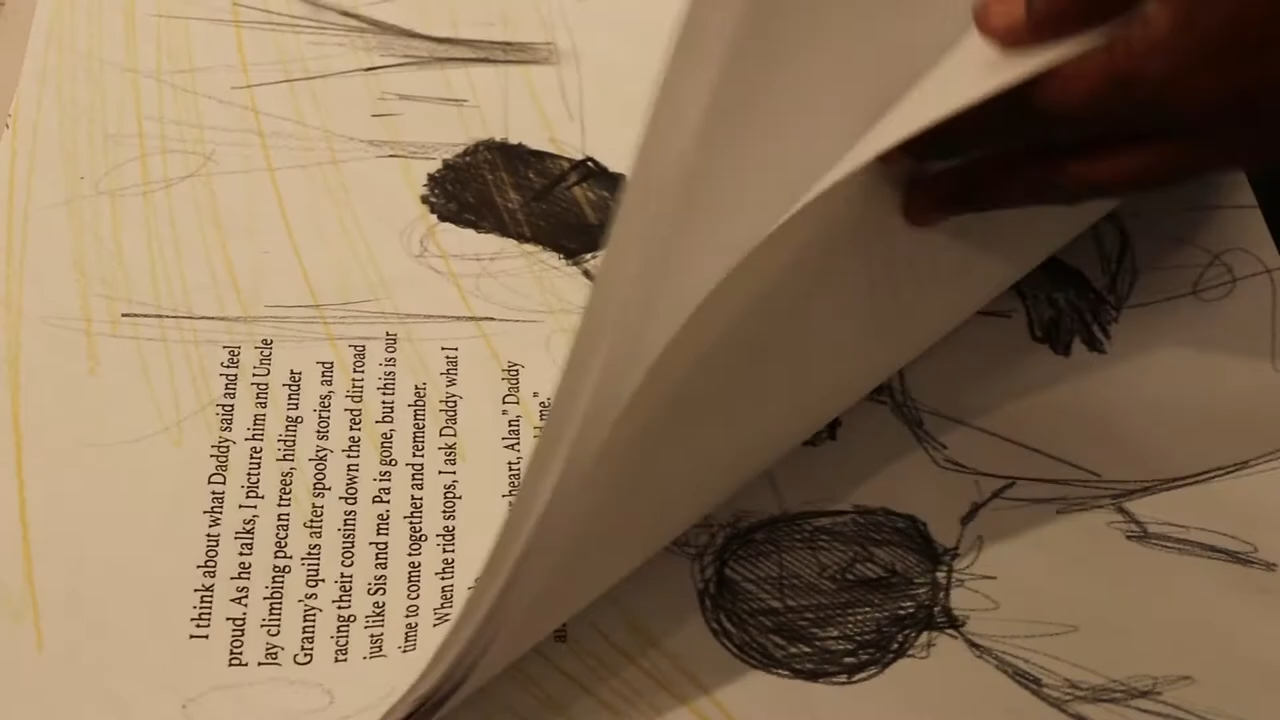 I think about what Daddy said and feel
proud. As he talks, I picture him and Uncle
Jay climbing pecan trees, hiding under
Granny's quilts after spooky stories, and
racing their cousins down the red dirt road
just like Sis and me. Pa is gone, but this is our
time to come together and remember.
When the ride stops, I ask Daddy what I
heart, Alan," Daddy
me."